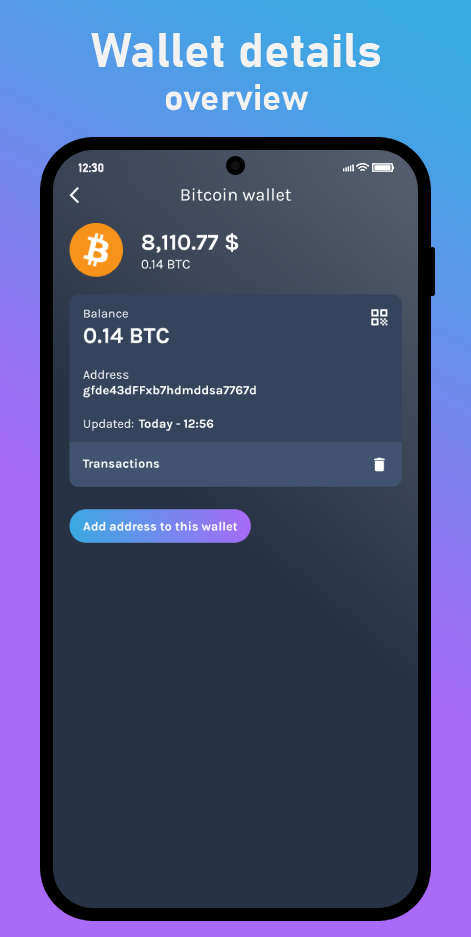 Wallet details
overview
12:30
Bitcoin wallet
8,110.77 $
0.14 BTC
Balance
0.14 BTC
Address
gfde43dFFxb7hdmddsa7767d
Updated: Today - 12:56
Transactions
Add address to this wallet